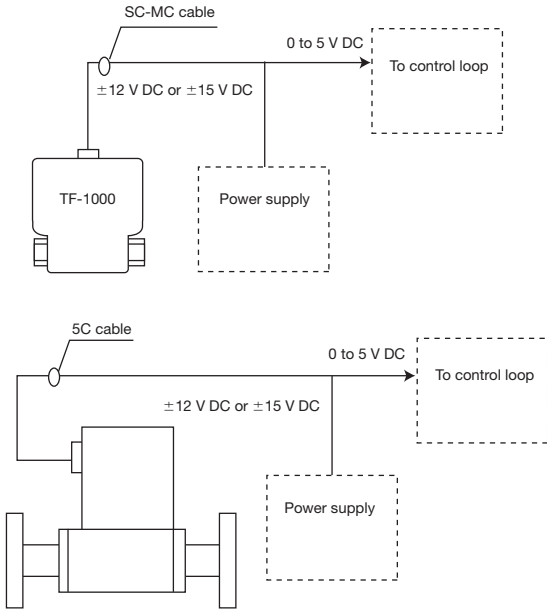 SC-MC cable
0 to 5 V DC
To control loop
±12 V DC or ±15 V DC
TF-1000
Power supply
5C cable
0 to 5 V DC
To control loop
±12 V DC or ±15 V DC
Power supply